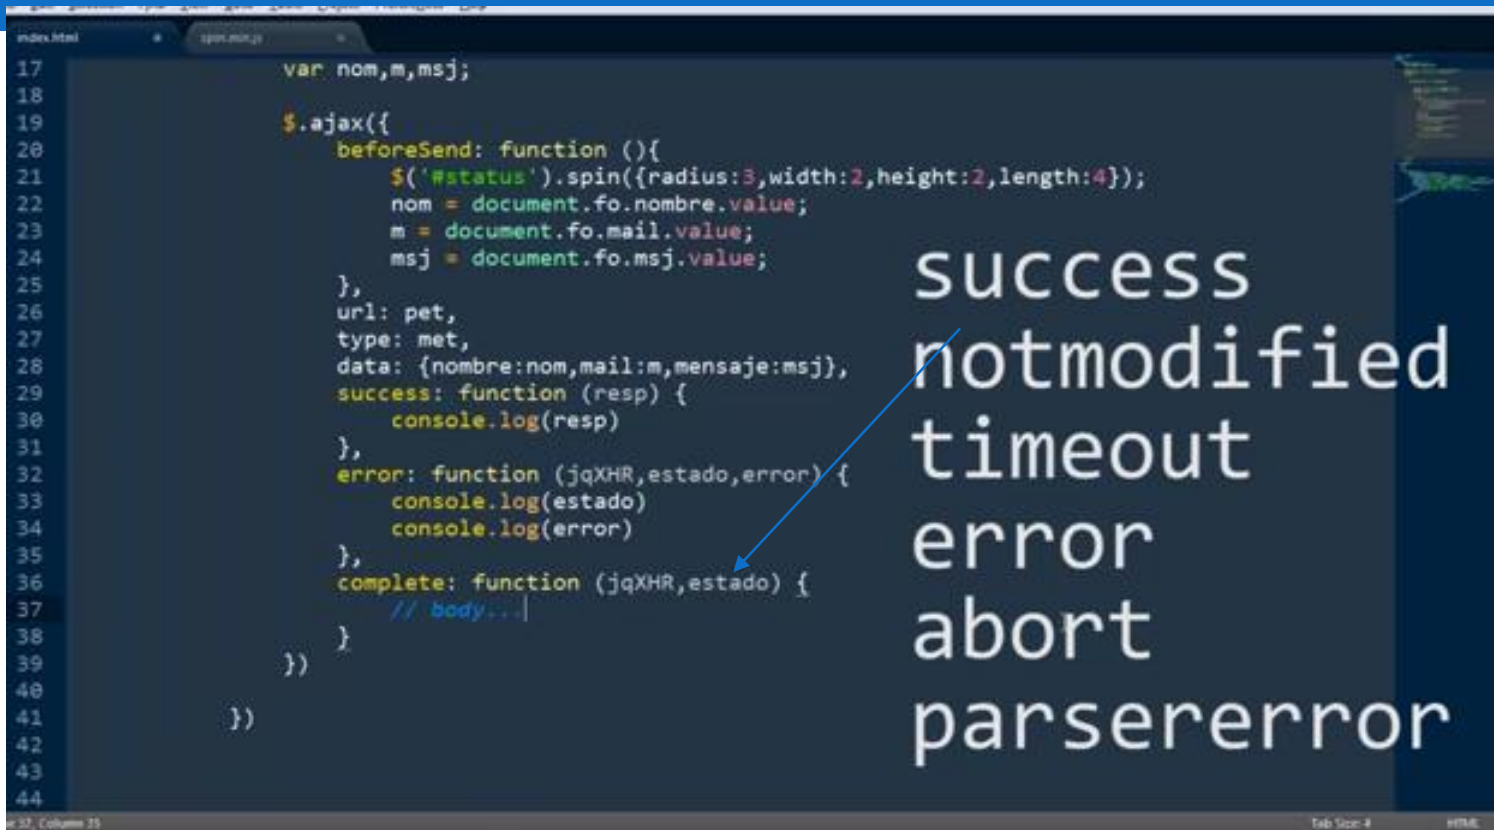 index.html
spin.min.js
17 var nom,m,msj;
18
19 $.ajax({
20 beforeSend: function (){
21 $('#status').spin({radius:3,width:2,height:2,length:4});
22 nom = document.fo.nombre.value;
23 m = document.fo.mail.value;
24 msj = document.fo.msj.value;
25 },
26 url: pet,
27 type: met,
28 data: {nombre:nom,mail:m,mensaje:msj},
29 success: function (resp) {
30 console.log(resp)
31 },
32 error: function (jqXHR,estado,error) {
33 console.log(estado)
34 console.log(error)
35 },
36 complete: function (jqXHR,estado) {
37 // body...
38 }
39 })
40
41 })
42
43
44
success
notmodified
timeout
error
abort
parsererror
37, Column 35
Tab Size: 4
HTML